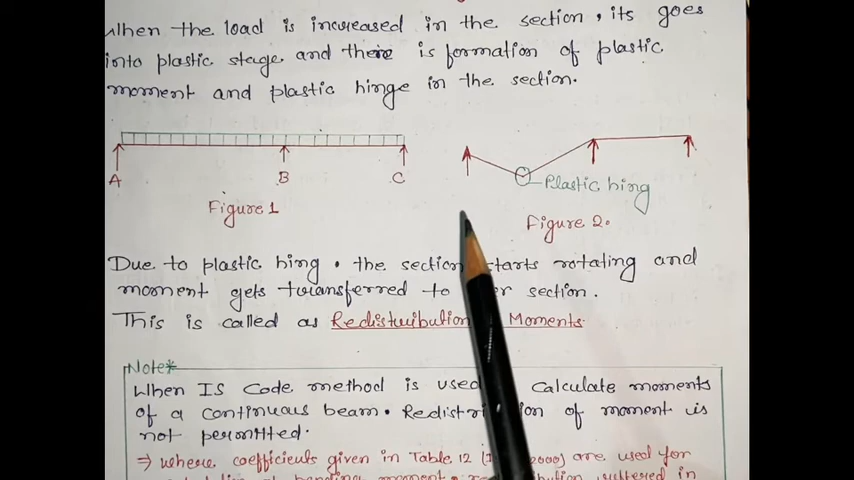 When the load is increased in the section, its goes
into plastic stage and there is formation of plastic
moment and plastic hinge in the section.
A B C
Figure 1
Plastic hing
Figure 2.
Due to plastic hing. the section starts rotating and
moment gets transferred to section.
This is called as Redistribution Moments
Note*
When IS Code method is used calculate moments
of a continuous beam. Redistribution of moment is
not permitted.
⇒ where coefficients given in Table 12 ( 2000) are used for
moment